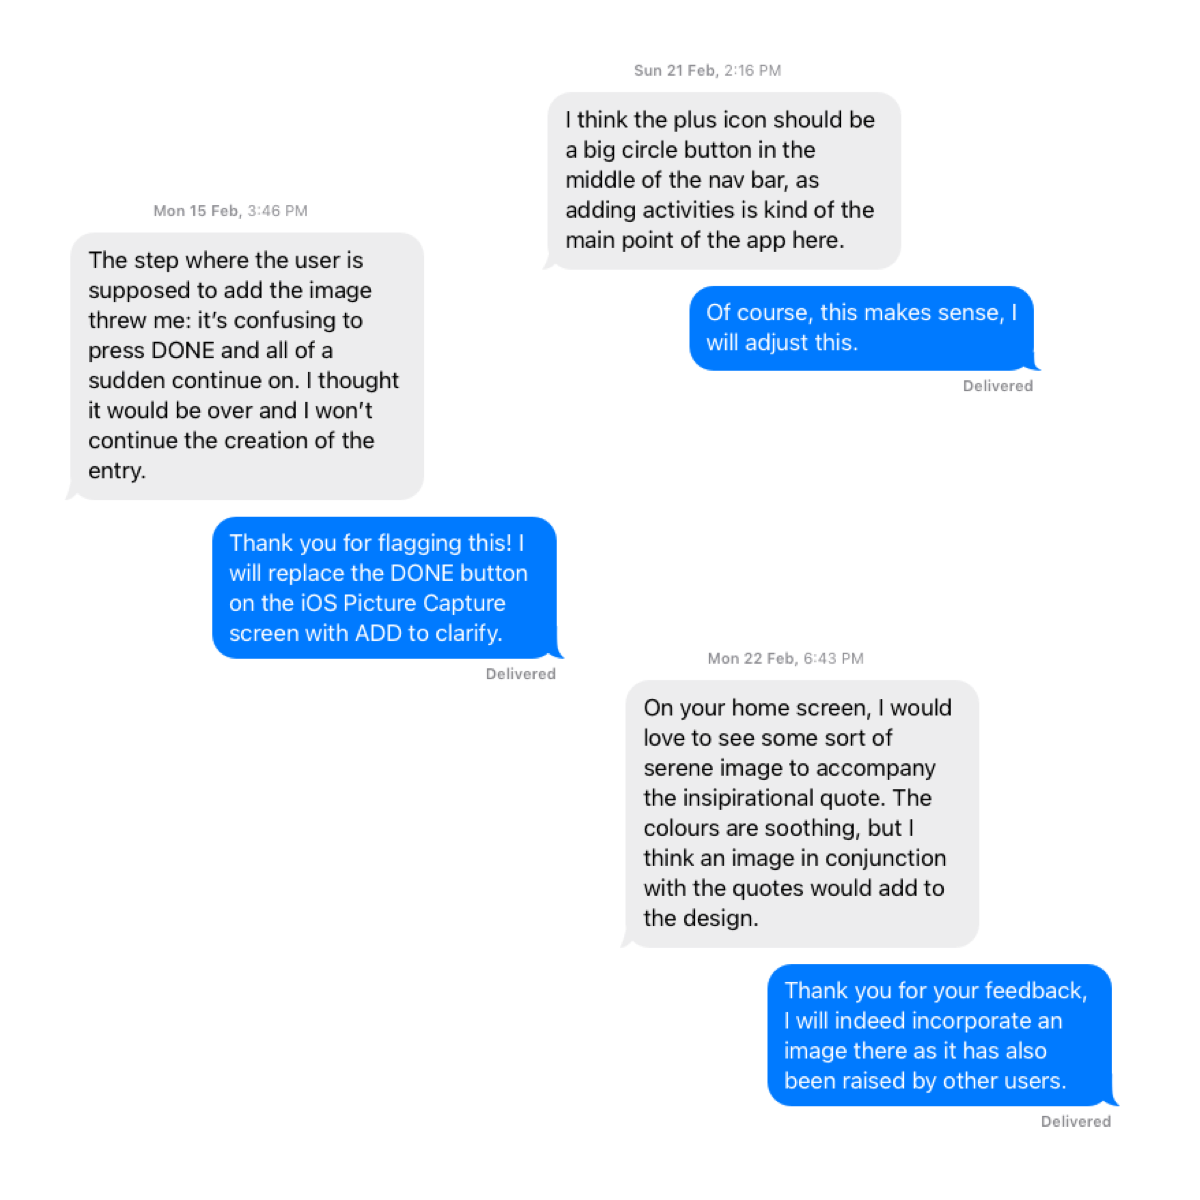 Mon 15 Feb, 3:46 PM
The step where the user is
supposed to add the image
threw me: it’s confusing to
press DONE and all of a
sudden continue on. I thought
it would be over and I won’t
continue the creation of the
entry.
Thank you for flagging this! I
will replace the DONE button
on the iOS Picture Capture
screen with ADD to clarify.
Delivered
Sun 21 Feb, 2:16 PM
I think the plus icon should be
a big circle button in the
middle of the nav bar, as
adding activities is kind of the
main point of the app here.
Of course, this makes sense, I
will adjust this.
Delivered
Mon 22 Feb, 6:43 PM
On your home screen, I would
love to see some sort of
serene image to accompany
the insipirational quote. The
colours are soothing, but I
think an image in conjunction
with the quotes would add to
the design.
Thank you for your feedback,
I will indeed incorporate an
image there as it has also
been raised by other users.
Delivered